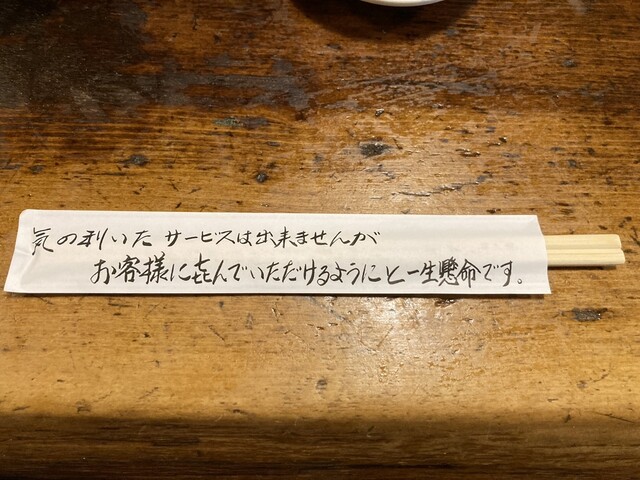 気の利いた サービスは出来ませんが
お客様に㐂んでいただけるようにと一生懸命です。